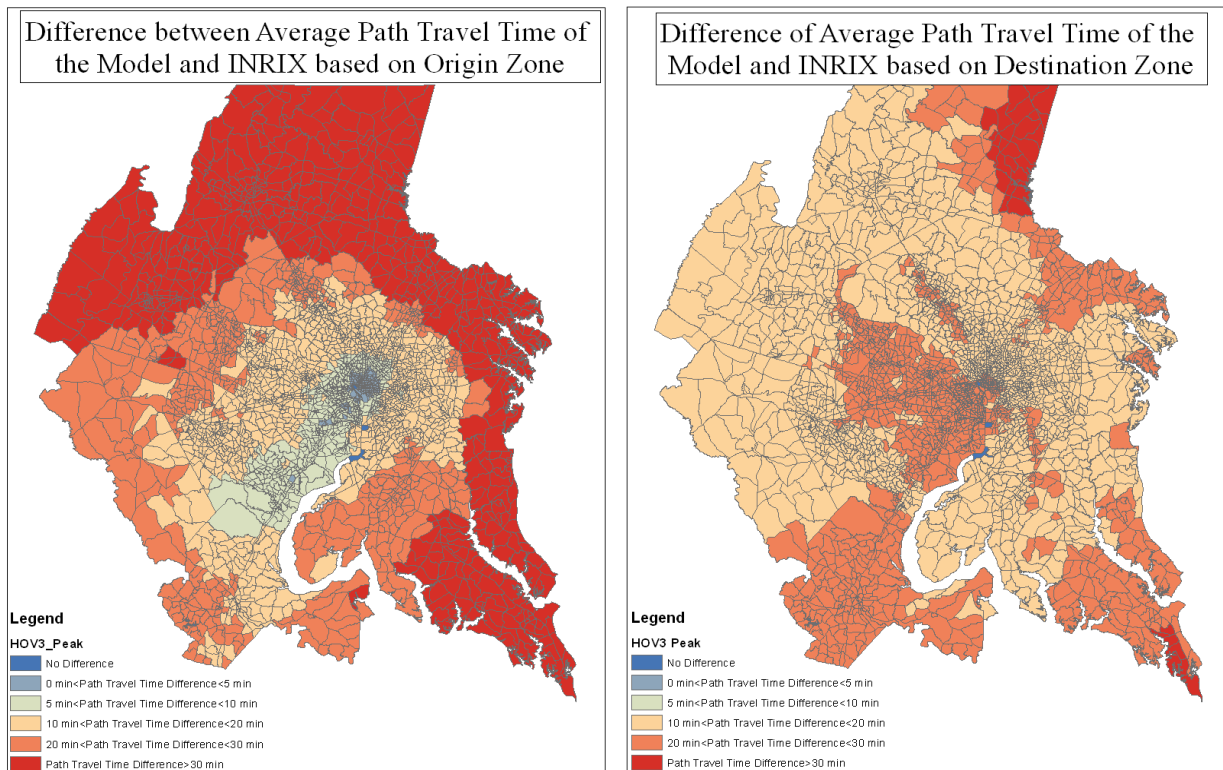 Difference between Average Path Travel Time of
the Model and INRIX based on Origin Zone
Legend
HOV3_Peak
No Difference
0 min<Path Travel Time Difference<5 min
5 min<Path Travel Time Difference<10 min
10 min<Path Travel Time Difference<20 min
20 min<Path Travel Time Difference<30 min
Path Travel Time Difference>30 min
Difference of Average Path Travel Time of the
Model and INRIX based on Destination Zone
Legend
HOV3 Peak
No Difference
0 min<Path Travel Time Difference<5 min
5 min<Path Travel Time Difference<10 min
10 min<Path Travel Time Difference<20 min
20 min<Path Travel Time Difference<30 min
Path Travel Time Difference>30 min